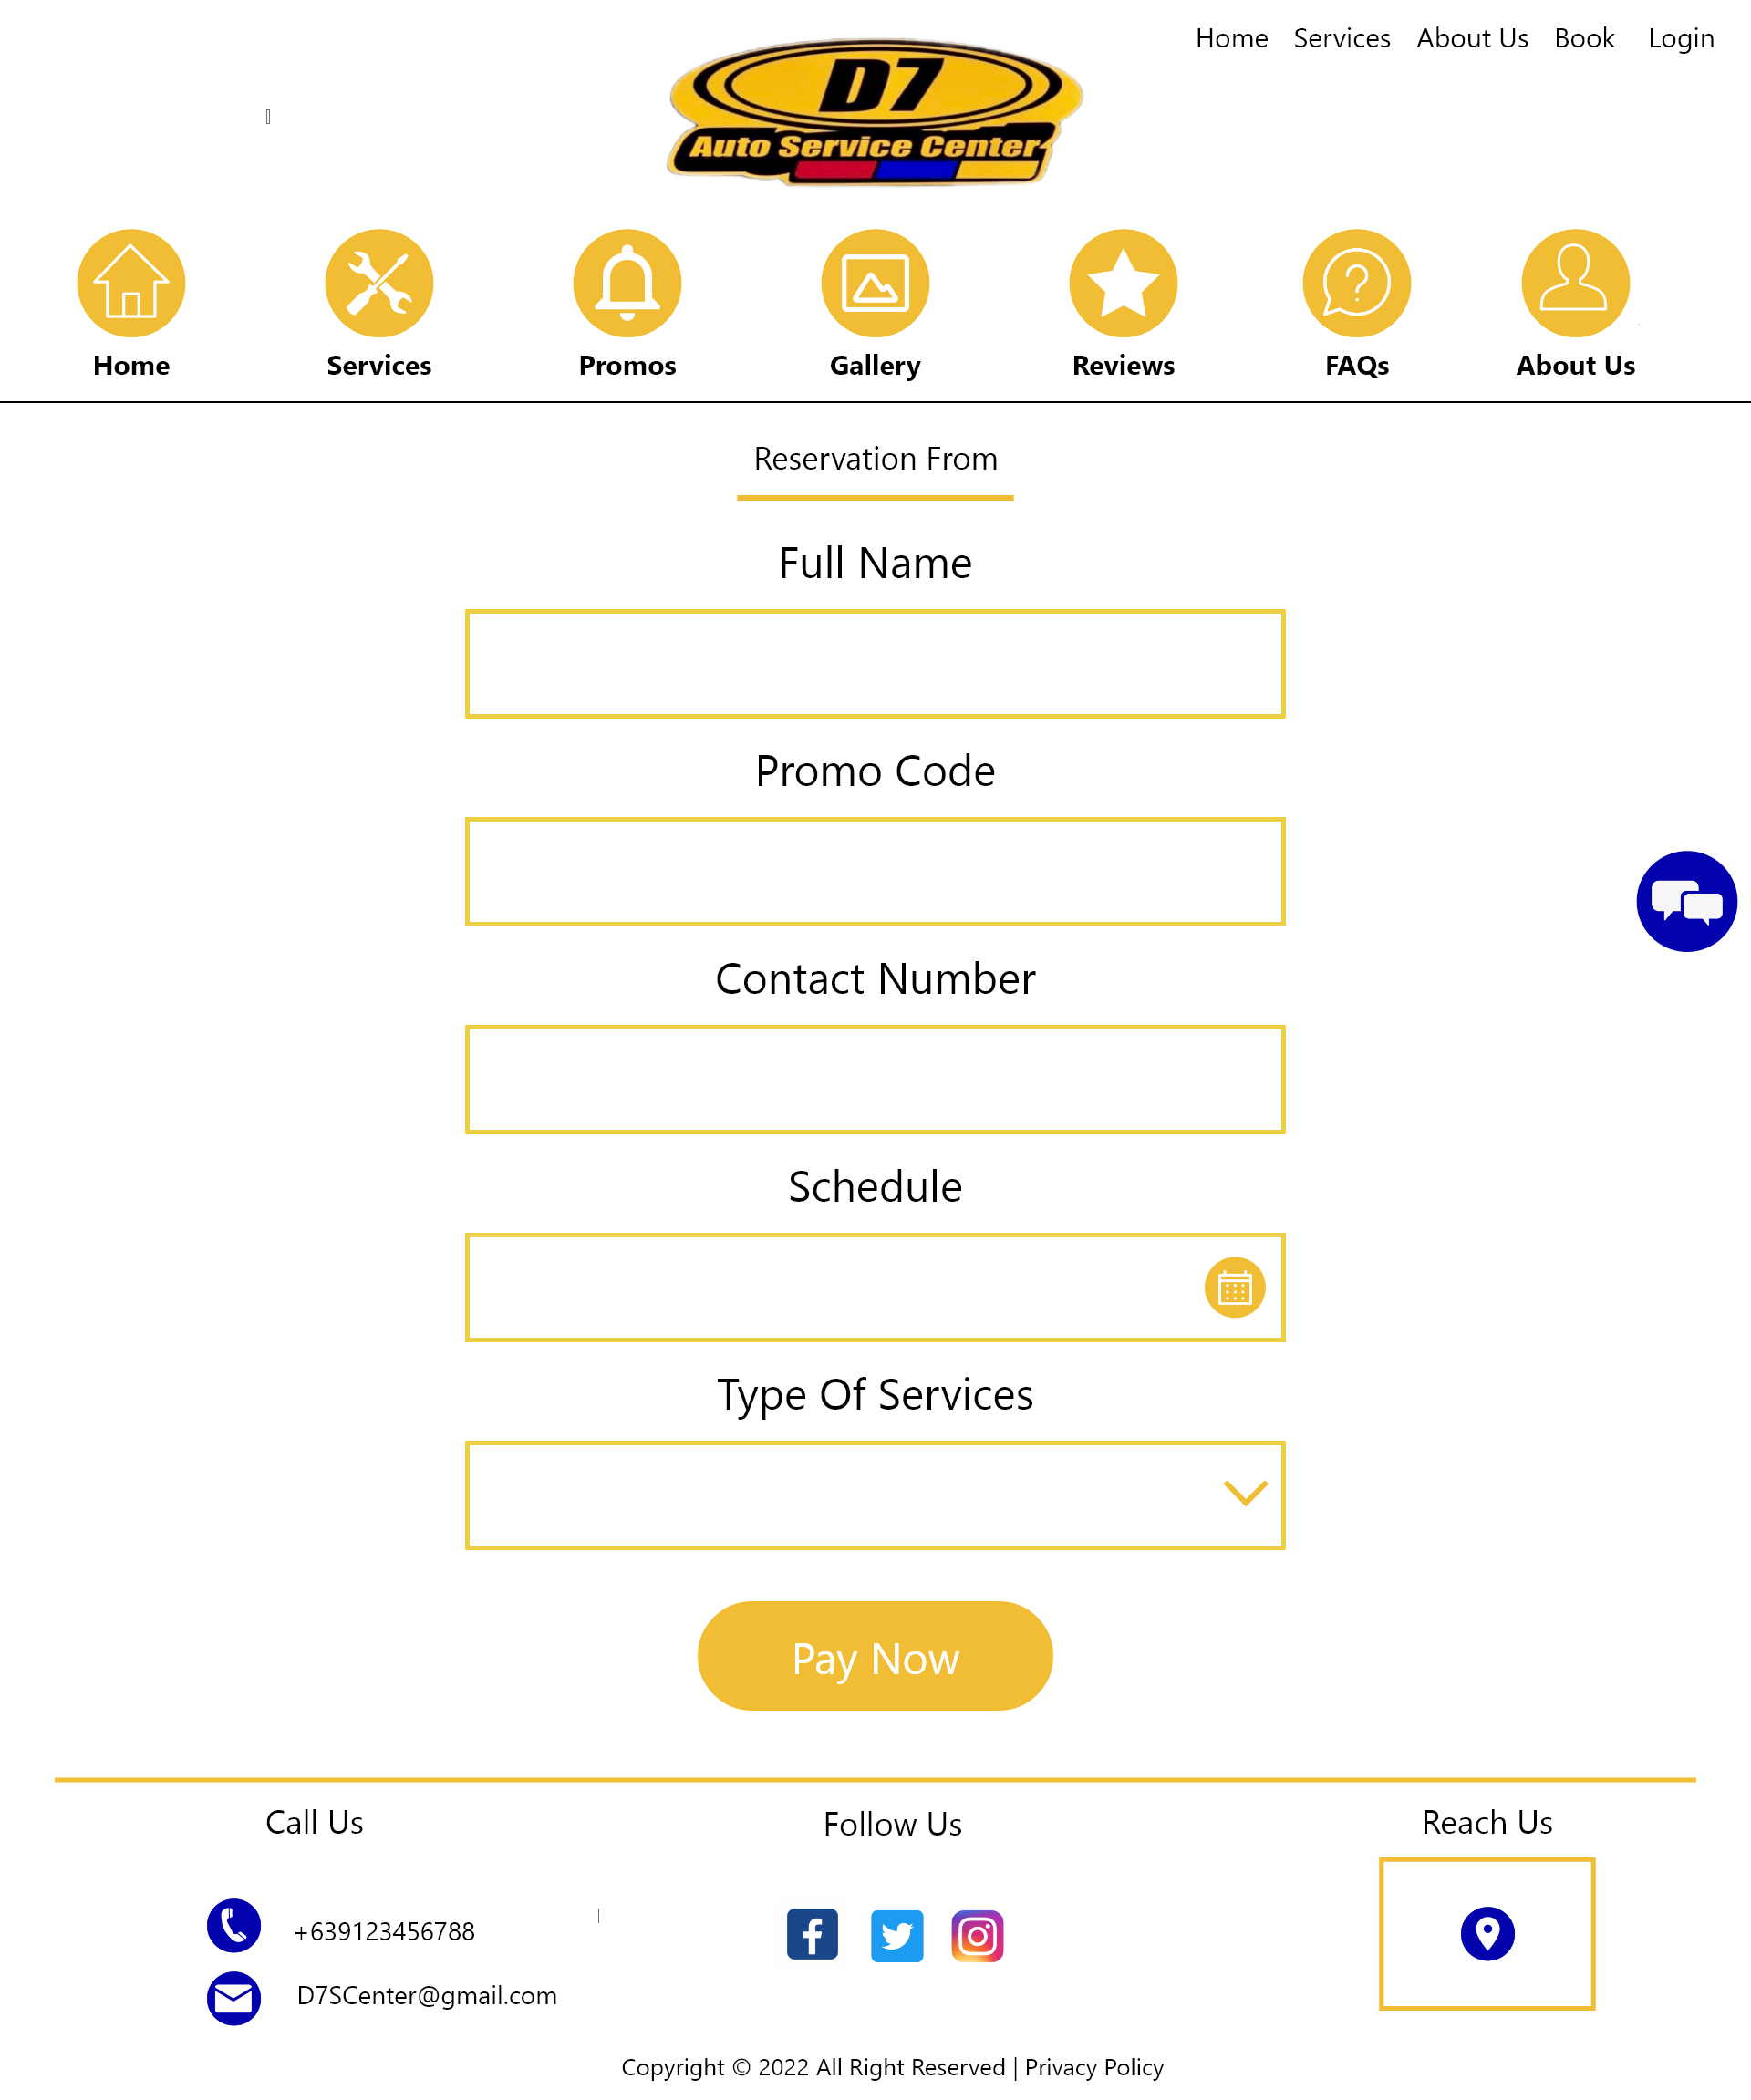 Home Services About Us Book Login
D7
Auto Service Center
Home Services Promos Gallery Reviews FAQs About Us
Reservation From
Full Name
Promo Code
Contact Number
Schedule
Type Of Services
Pay Now
Call Us Follow Us Reach Us
+639123456788
D7SCenter@gmail.com
Copyright © 2022 All Right Reserved | Privacy Policy